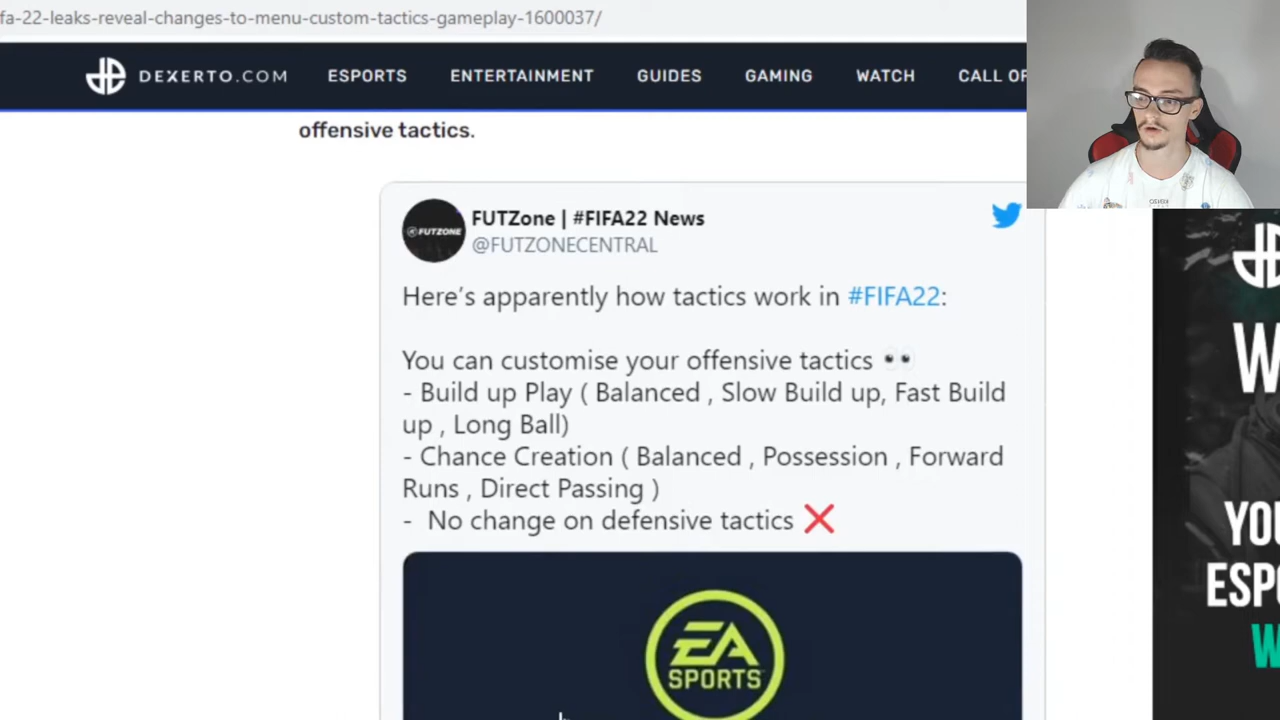 fa-22-leaks-reveal-changes-to-menu-custom-tactics-gameplay-1600037/
DEXERTO.COM ESPORTS ENTERTAINMENT GUIDES GAMING WATCH CALL OF
offensive tactics.
FUTZone | #FIFA22 News
@FUTZONECENTRAL
FUTZONE
Here’s apparently how tactics work in #FIFA22:
You can customise your offensive tactics 👀
- Build up Play ( Balanced , Slow Build up, Fast Build
up , Long Ball)
- Chance Creation ( Balanced , Possession , Forward
Runs , Direct Passing )
- No change on defensive tactics ❌
EA
SPORTS
W
YOU
ESPO
W